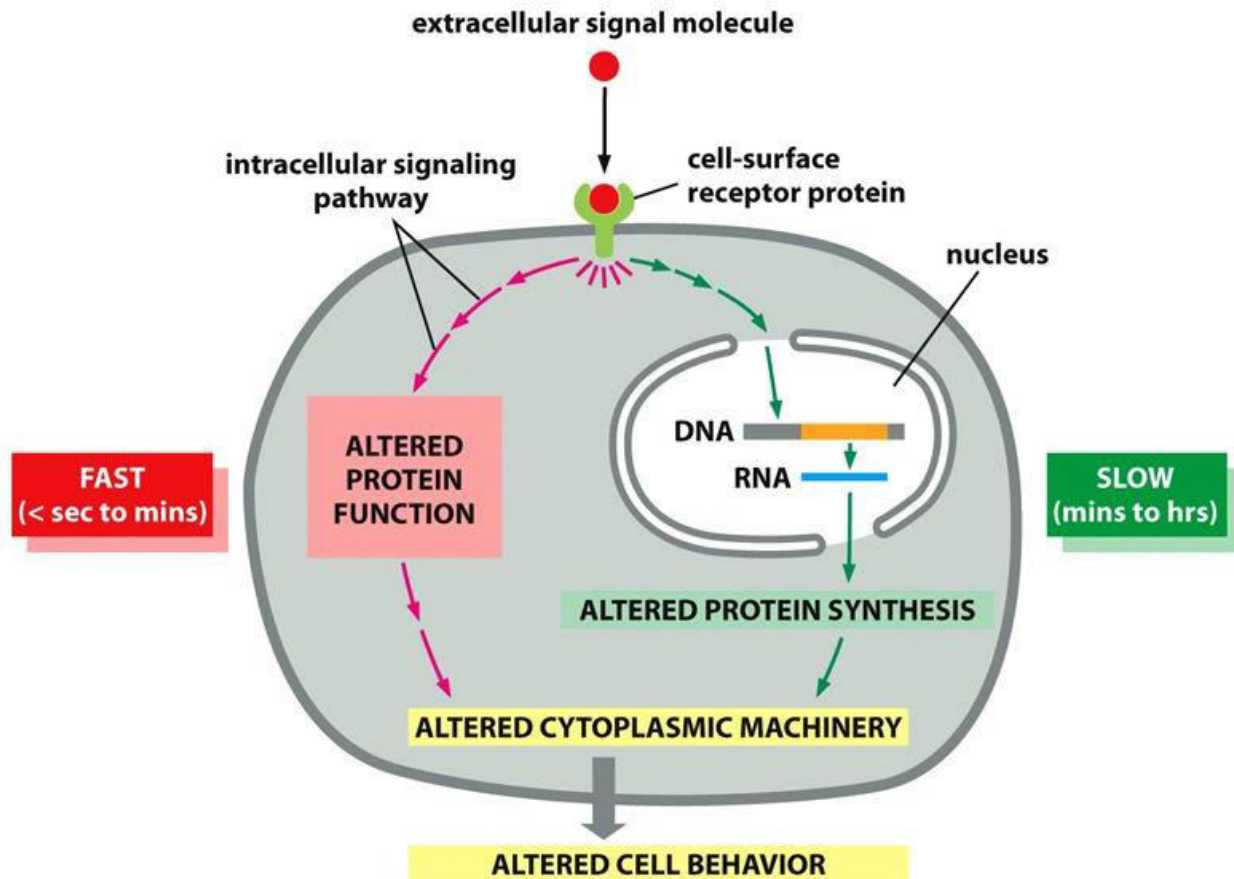 extracellular signal molecule
intracellular signaling
pathway
cell-surface
receptor protein
nucleus
DNA
RNA
ALTERED
PROTEIN
FUNCTION
FAST
(< sec to mins)
SLOW
(mins to hrs)
ALTERED PROTEIN SYNTHESIS
ALTERED CYTOPLASMIC MACHINERY
ALTERED CELL BEHAVIOR